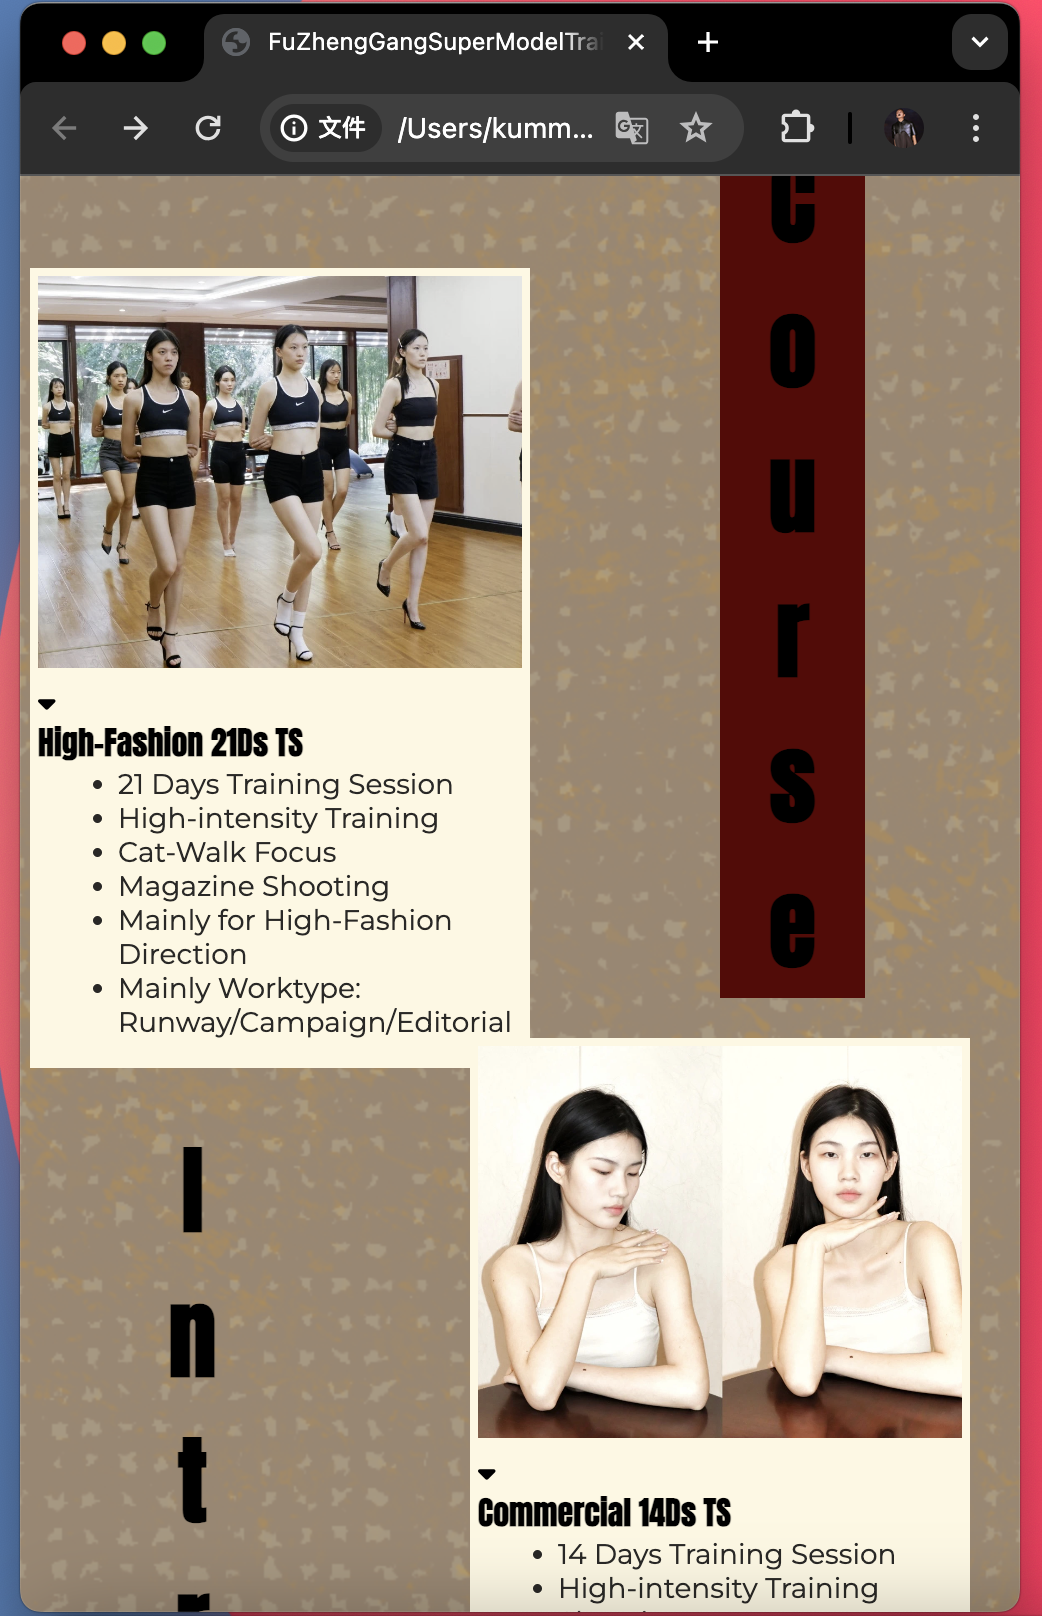 FuZhengGangSuperModelTrai
文件
/Users/kumm...
C
o
u
r
s
e
High-Fashion 21Ds TS
21 Days Training Session
High-intensity Training
Cat-Walk Focus
Magazine Shooting
Mainly for High-Fashion
Direction
Mainly Worktype:
Runway/Campaign/Editorial
I
n
t
r
Commercial 14Ds TS
14 Days Training Session
High-intensity Training